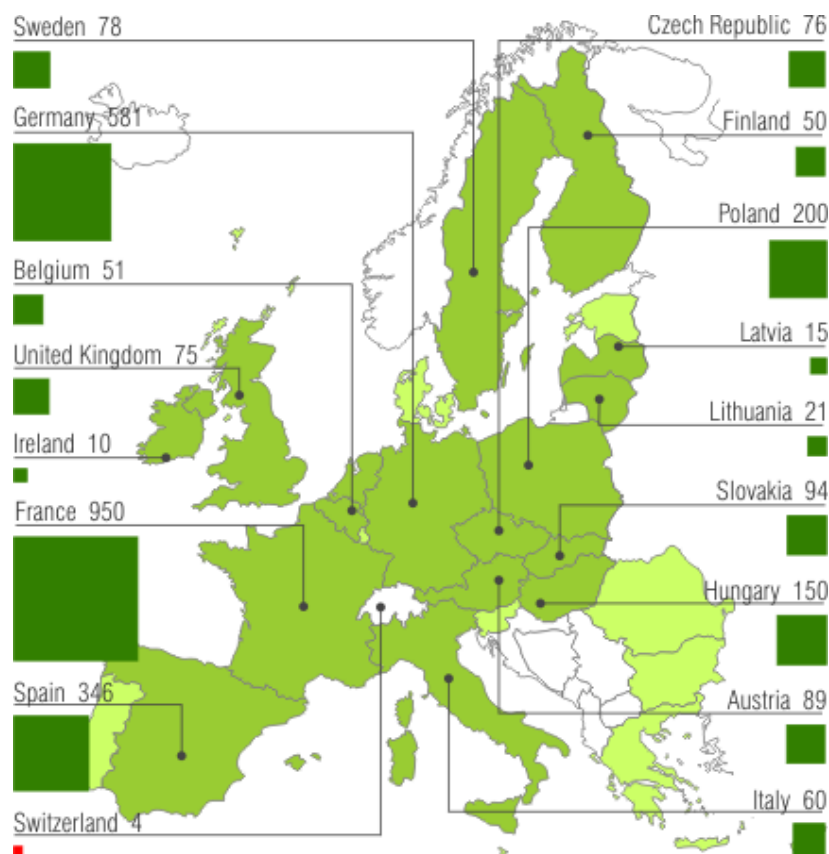 Sweden 78
Czech Republic 76
Germany 581
Finland 50
Poland 200
Belgium 51
Latvia 15
United Kingdom 75
Lithuania 21
Ireland 10
Slovakia 94
France 950
Hungary 150
Spain 346
Austria 89
Italy 60
Switzerland 4